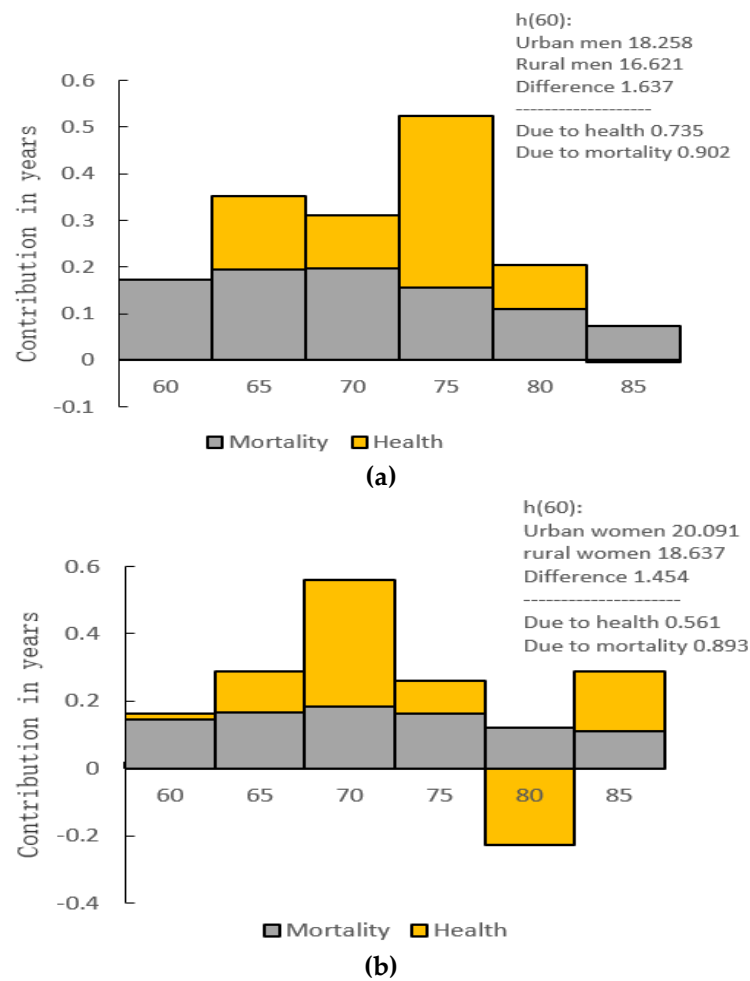 h(60):
Urban men 18.258
Rural men 16.621
Difference 1.637
-------------------
Due to health 0.735
Due to mortality 0.902
Contribution in years
0.6
0.5
0.4
0.3
0.2
0.1
0
-0.1
60 65 70 75 80 85
Mortality Health
(a)
h(60):
Urban women 20.091
rural women 18.637
Difference 1.454
---------------------
Due to health 0.561
Due to mortality 0.893
Contribution in years
0.6
0.4
0.2
0
-0.2
-0.4
60 65 70 75 80 85
Mortality Health
(b)